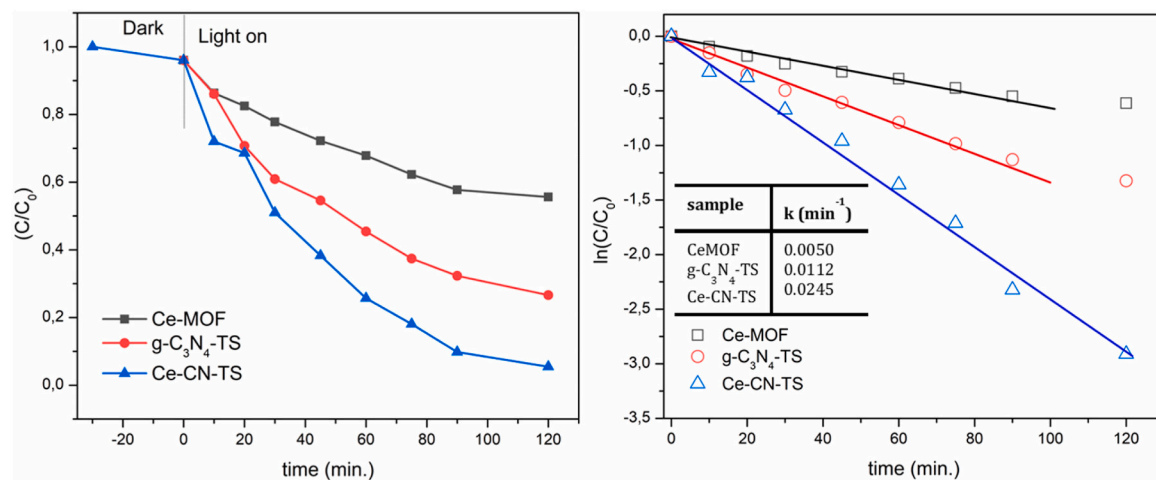 Dark
Light on
1,0
0,8
0,6
0,4
0,2
0,0
(C/C₀)
Ce-MOF
g-C₃N₄-TS
Ce-CN-TS
-20 0 20 40 60 80 100 120
time (min.)
0,0
-0,5
-1,0
-1,5
-2,0
-2,5
-3,0
-3,5
ln(C/C₀)
sample k (min⁻¹)
CeMOF 0.0050
g-C₃N₄-TS 0.0112
Ce-CN-TS 0.0245
Ce-MOF
g-C₃N₄-TS
Ce-CN-TS
0 20 40 60 80 100 120
time (min.)